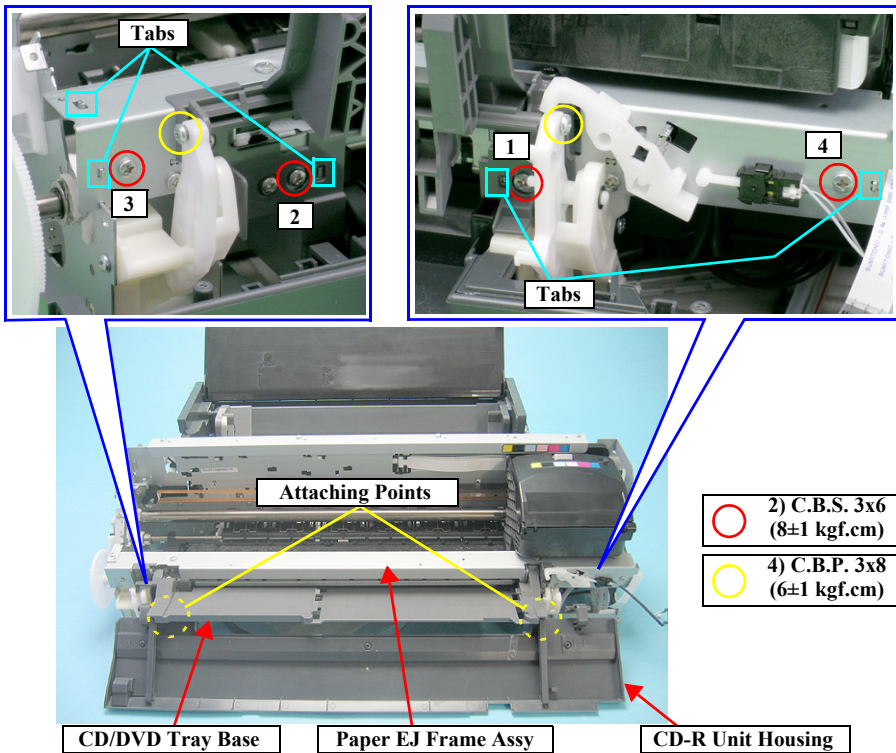 Tabs
3
2
1
4
Tabs
Attaching Points
2) C.B.S. 3x6
(8±1 kgf.cm)
4) C.B.P. 3x8
(6±1 kgf.cm)
CD/DVD Tray Base
Paper EJ Frame Assy
CD-R Unit Housing